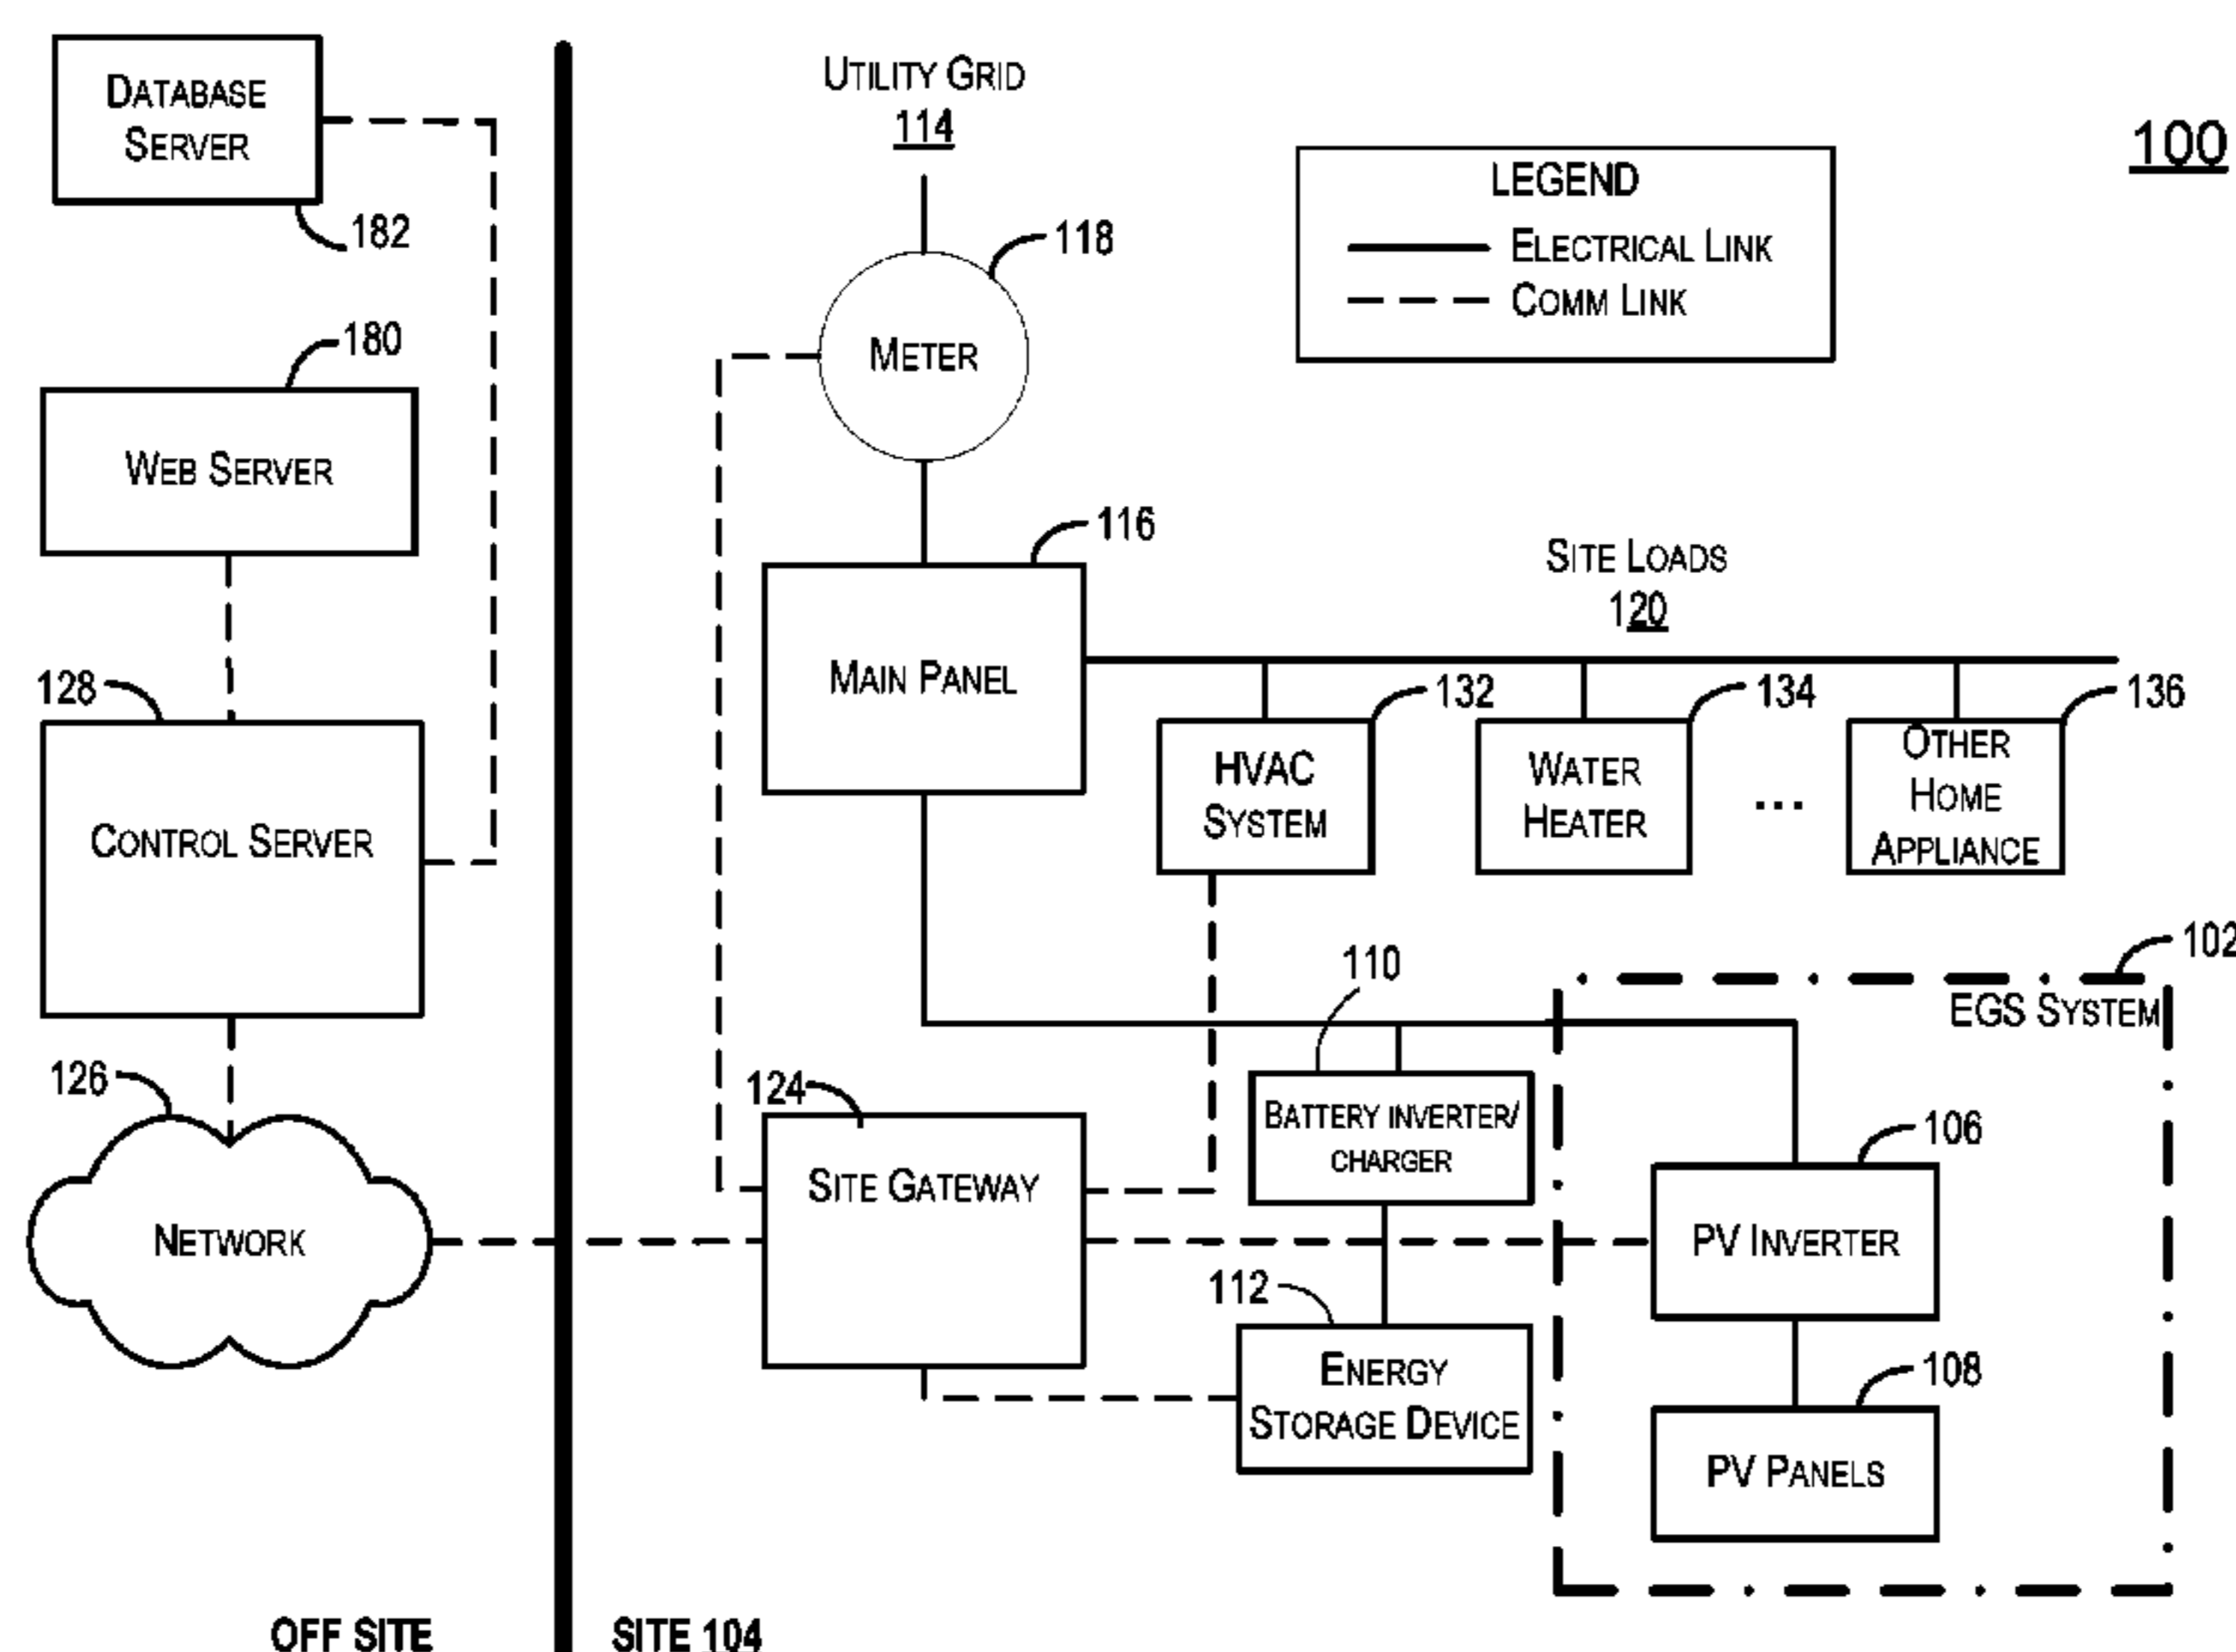 DATABASE
SERVER
182
UTILITY GRID
114
100
LEGEND
ELECTRICAL LINK
COMM LINK
118
METER
180
WEB SERVER
116
MAIN PANEL
SITE LOADS
120
128
CONTROL SERVER
132
HVAC
SYSTEM
134
WATER
HEATER
...
136
OTHER
HOME
APPLIANCE
102
EGS SYSTEM
110
BATTERY INVERTER/
CHARGER
126
NETWORK
124
SITE GATEWAY
106
PV INVERTER
112
ENERGY
STORAGE DEVICE
108
PV PANELS
OFF SITE
SITE 104